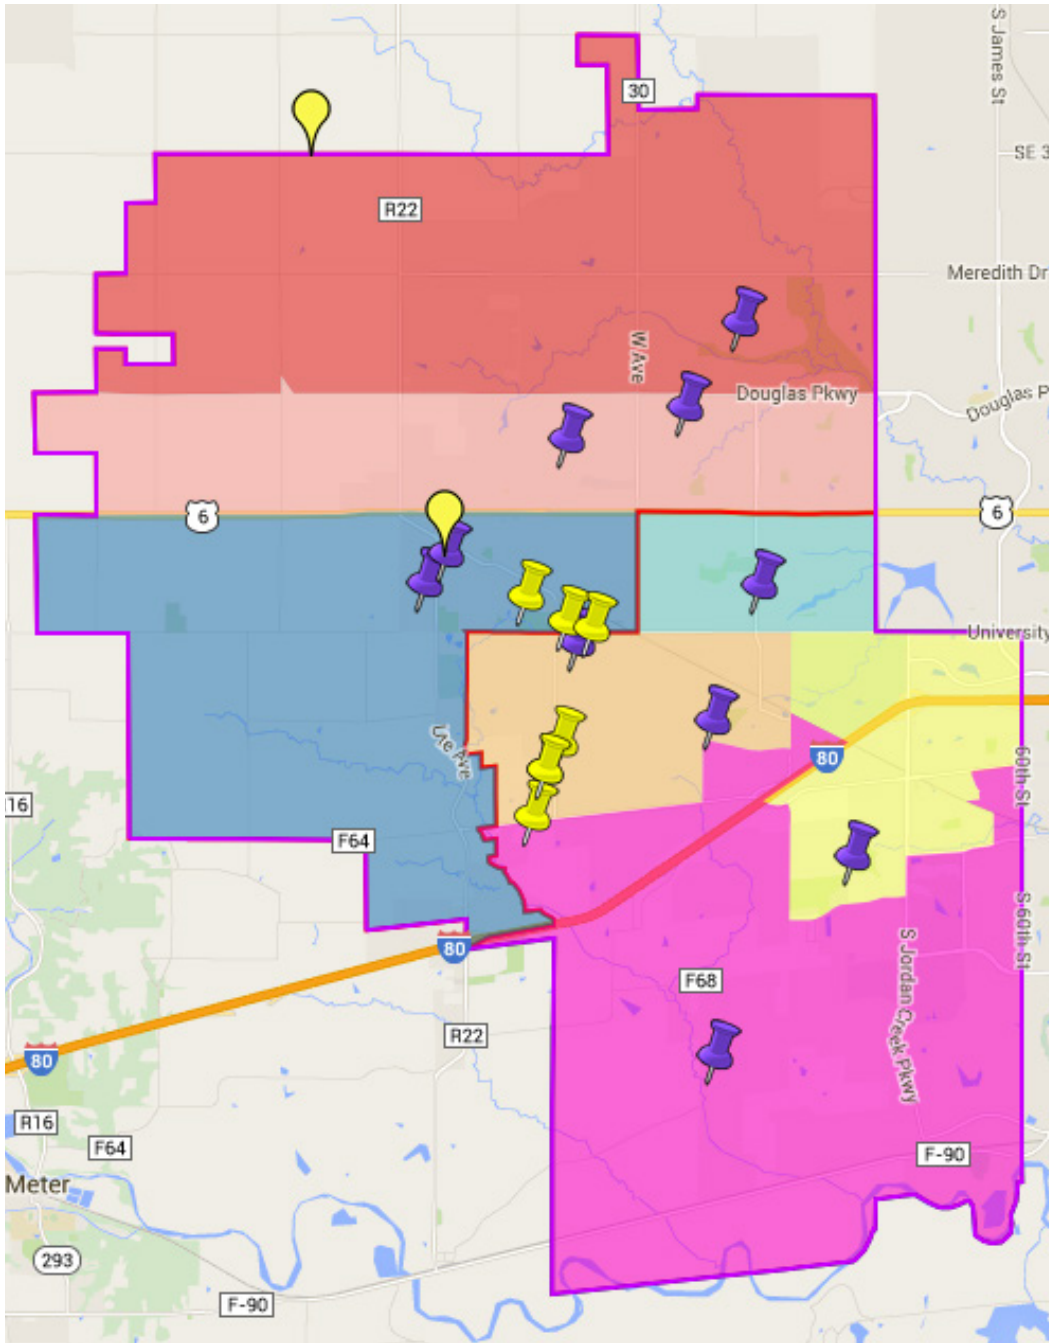 S James St
30
SE 3
R22
Meredith Dr
W Ave
Douglas Pkwy
Douglas P
6
6
University
Ave
80
60th St
16
F64
S 60th St
80
F68
S Jordan Creek Pkwy
R22
80
R16
F64
F-90
Meter
293
F-90